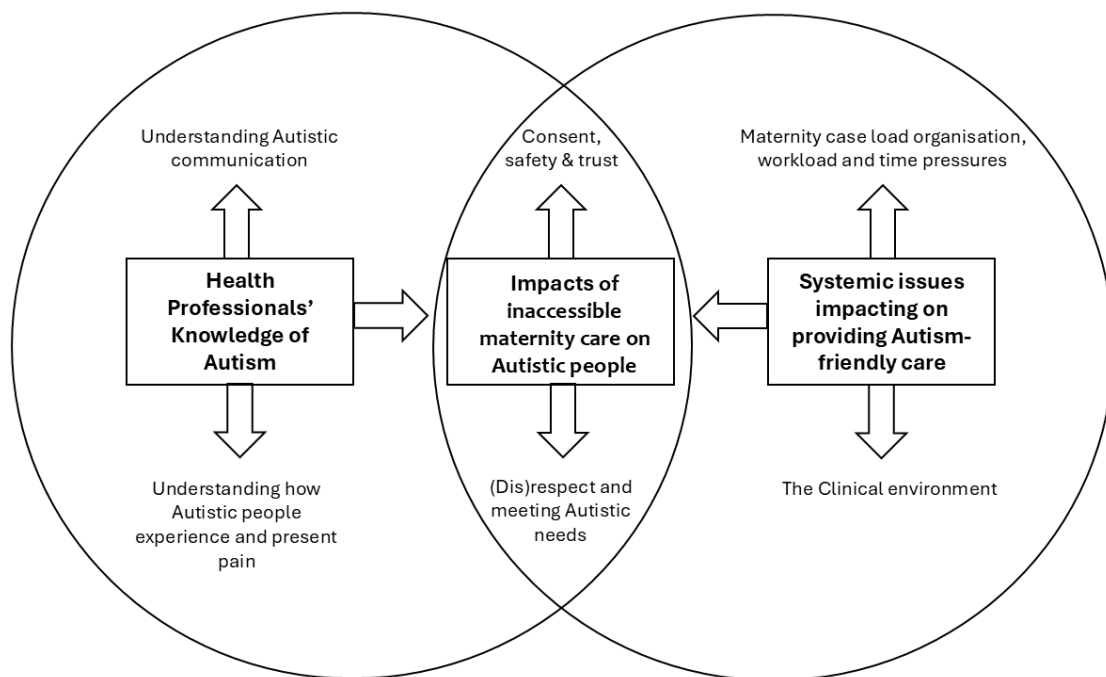 Understanding Autistic
communication
Health
Professionals’
Knowledge of
Autism
Understanding how
Autistic people
experience and present
pain
Consent,
safety & trust
Impacts of
inaccessible
maternity care on
Autistic people
(Dis)respect and
meeting Autistic
needs
Maternity case load organisation,
workload and time pressures
Systemic issues
impacting on
providing Autism-
friendly care
The Clinical environment